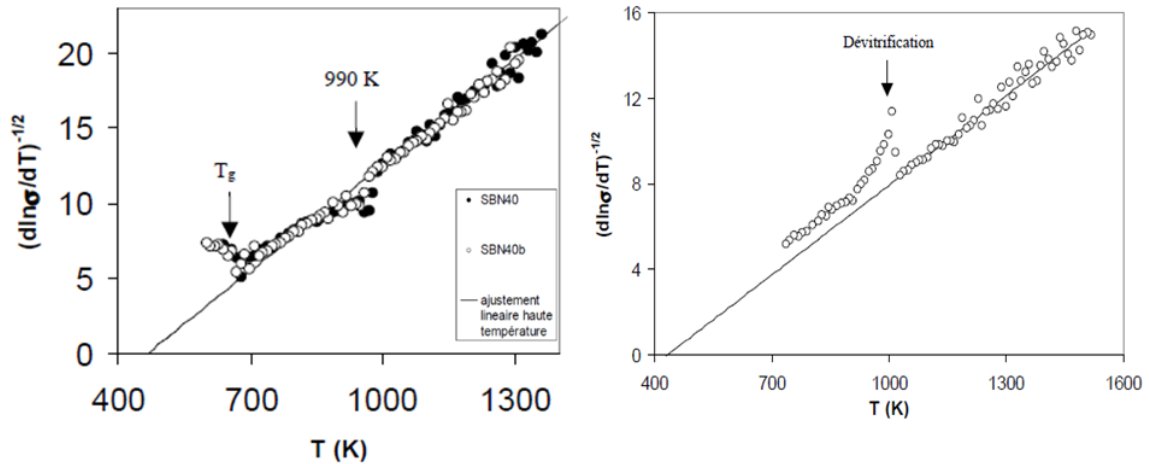 (dlnσ/dT)^-1/2
20
15
10
5
0
400
700
1000
1300
T (K)
Tg
990 K
SBN40
SBN40b
ajustement
lineaire haute
température
(dlnσ/dT)^-1/2
16
12
8
4
0
400
700
1000
1300
1600
T (K)
Dévitrification